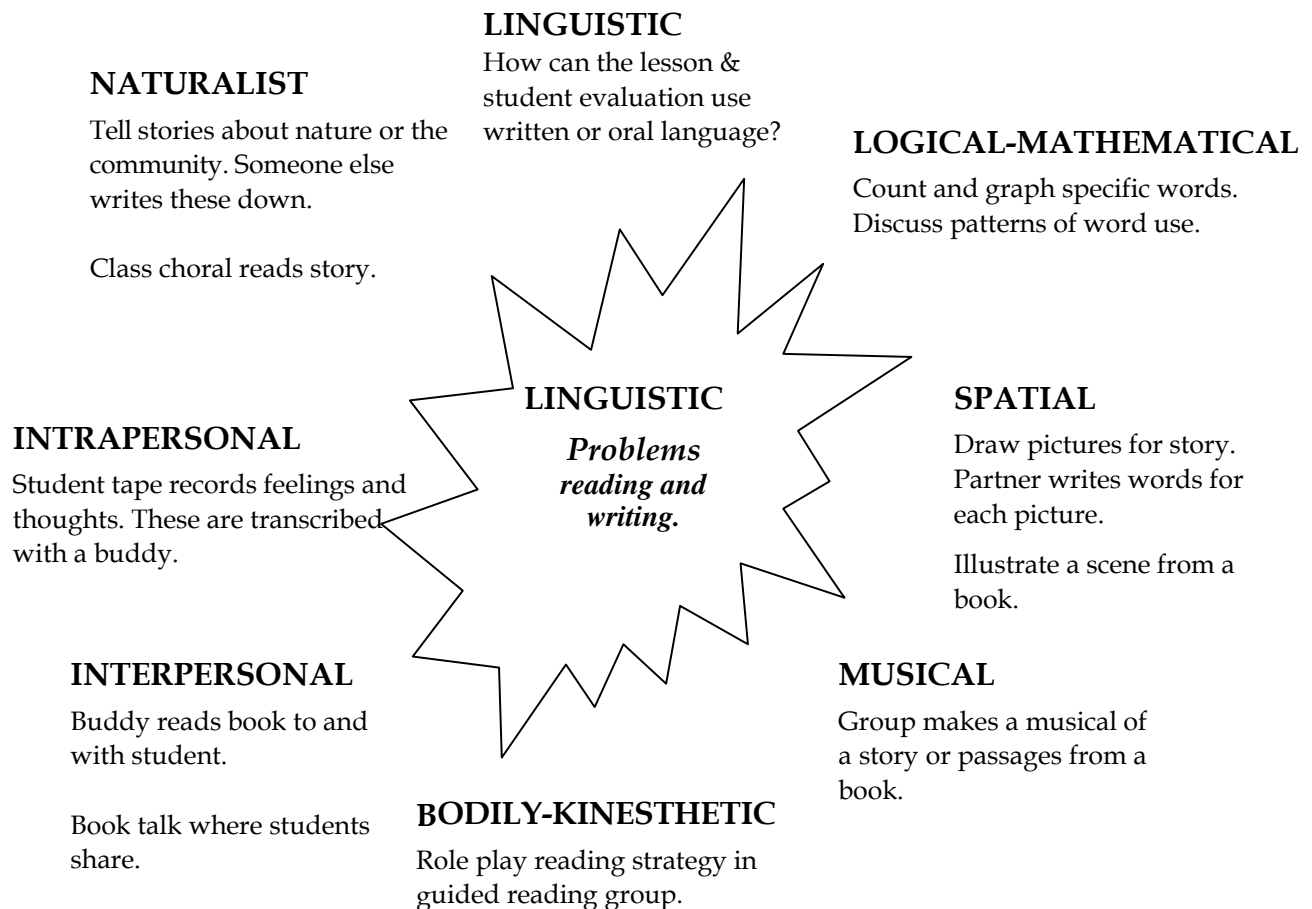 LINGUISTIC
How can the lesson &
student evaluation use
written or oral language?
NATURALIST
Tell stories about nature or the
community. Someone else
writes these down.
Class choral reads story.
LOGICAL-MATHEMATICAL
Count and graph specific words.
Discuss patterns of word use.
LINGUISTIC
Problems
reading and
writing.
SPATIAL
Draw pictures for story.
Partner writes words for
each picture.
Illustrate a scene from a
book.
INTRAPERSONAL
Student tape records feelings and
thoughts. These are transcribed
with a buddy.
INTERPERSONAL
Buddy reads book to and
with student.
Book talk where students
share.
MUSICAL
Group makes a musical of
a story or passages from a
book.
BODILY-KINESTHETIC
Role play reading strategy in
guided reading group.